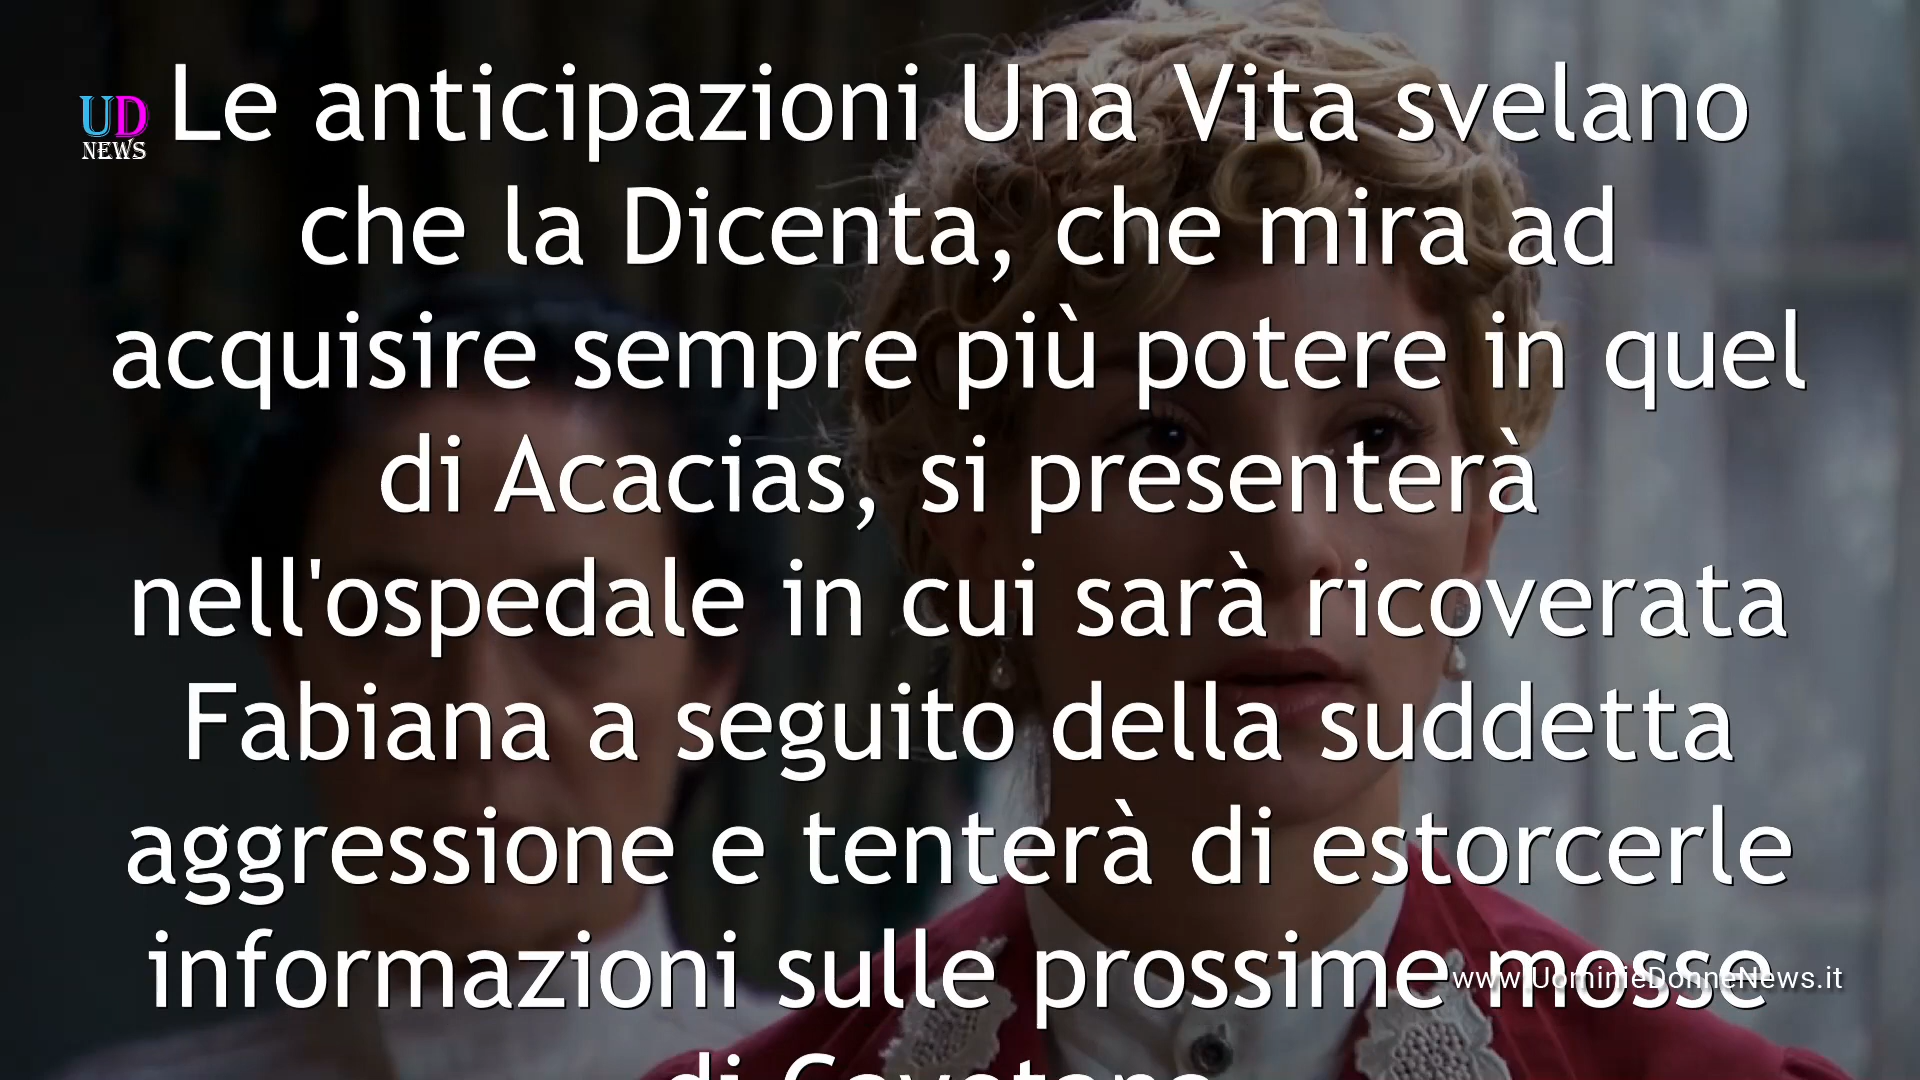 UD
NEWS
Le anticipazioni Una Vita svelano
che la Dicenta, che mira ad
acquisire sempre più potere in quel
di Acacias, si presenterà
nell'ospedale in cui sarà ricoverata
Fabiana a seguito della suddetta
aggressione e tenterà di estorcerle
informazioni sulle prossime mosse
www.UominieDonneNews.it
di Cayetana